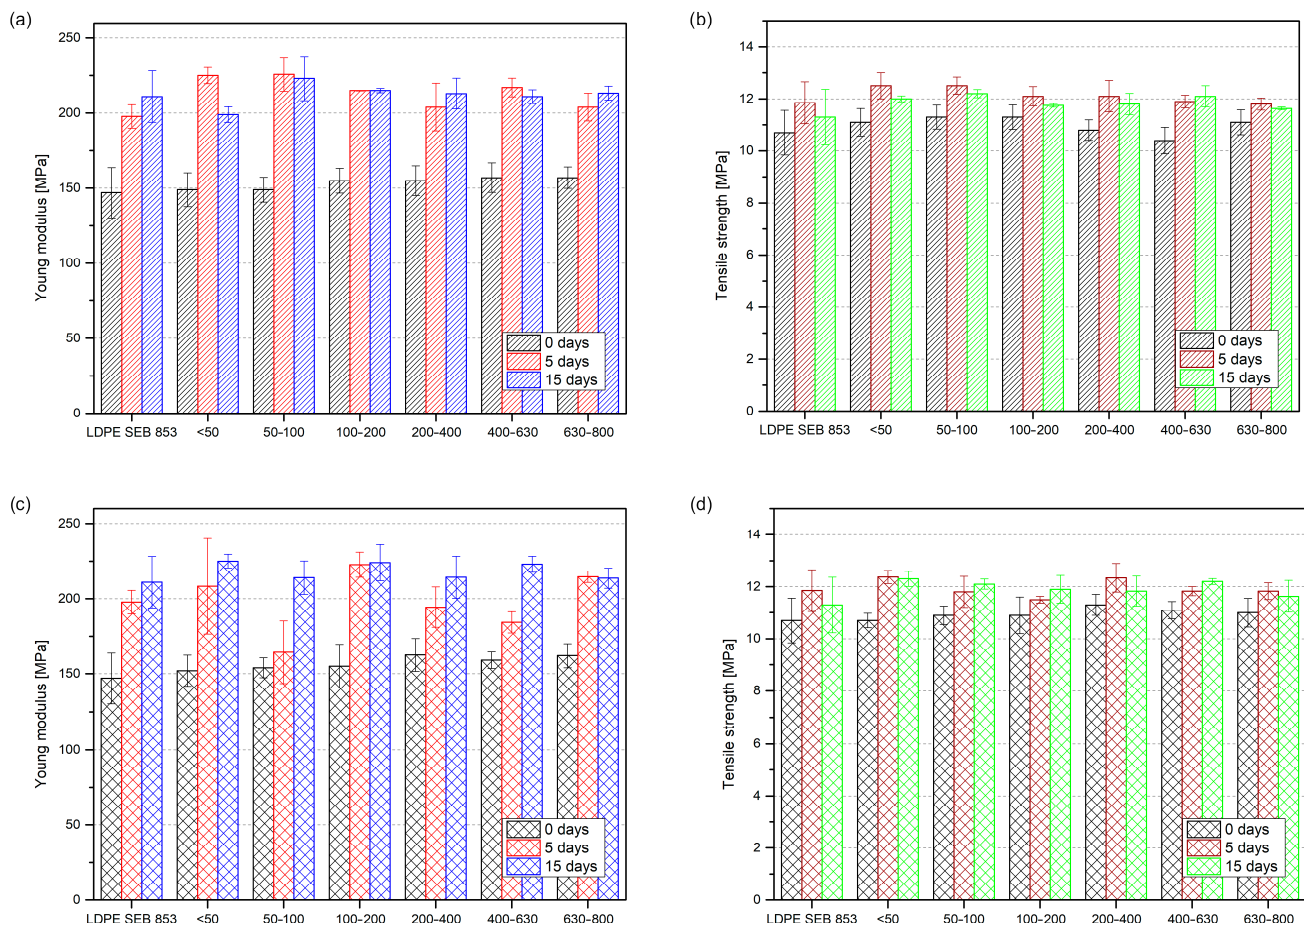 (a)
250
200
150
100
50
0
Young modulus [MPa]
0 days
5 days
15 days
LDPE SEB 853 <50 50-100 100-200 200-400 400-630 630-800
(b)
14
12
10
8
6
4
2
0
Tensile strength [MPa]
0 days
5 days
15 days
LDPE SEB 853 <50 50-100 100-200 200-400 400-630 630-800
(c)
250
200
150
100
50
0
Young modulus [MPa]
0 days
5 days
15 days
LDPE SEB 853 <50 50-100 100-200 200-400 400-630 630-800
(d)
14
12
10
8
6
4
2
0
Tensile strength [MPa]
0 days
5 days
15 days
LDPE SEB 853 <50 50-100 100-200 200-400 400-630 630-800